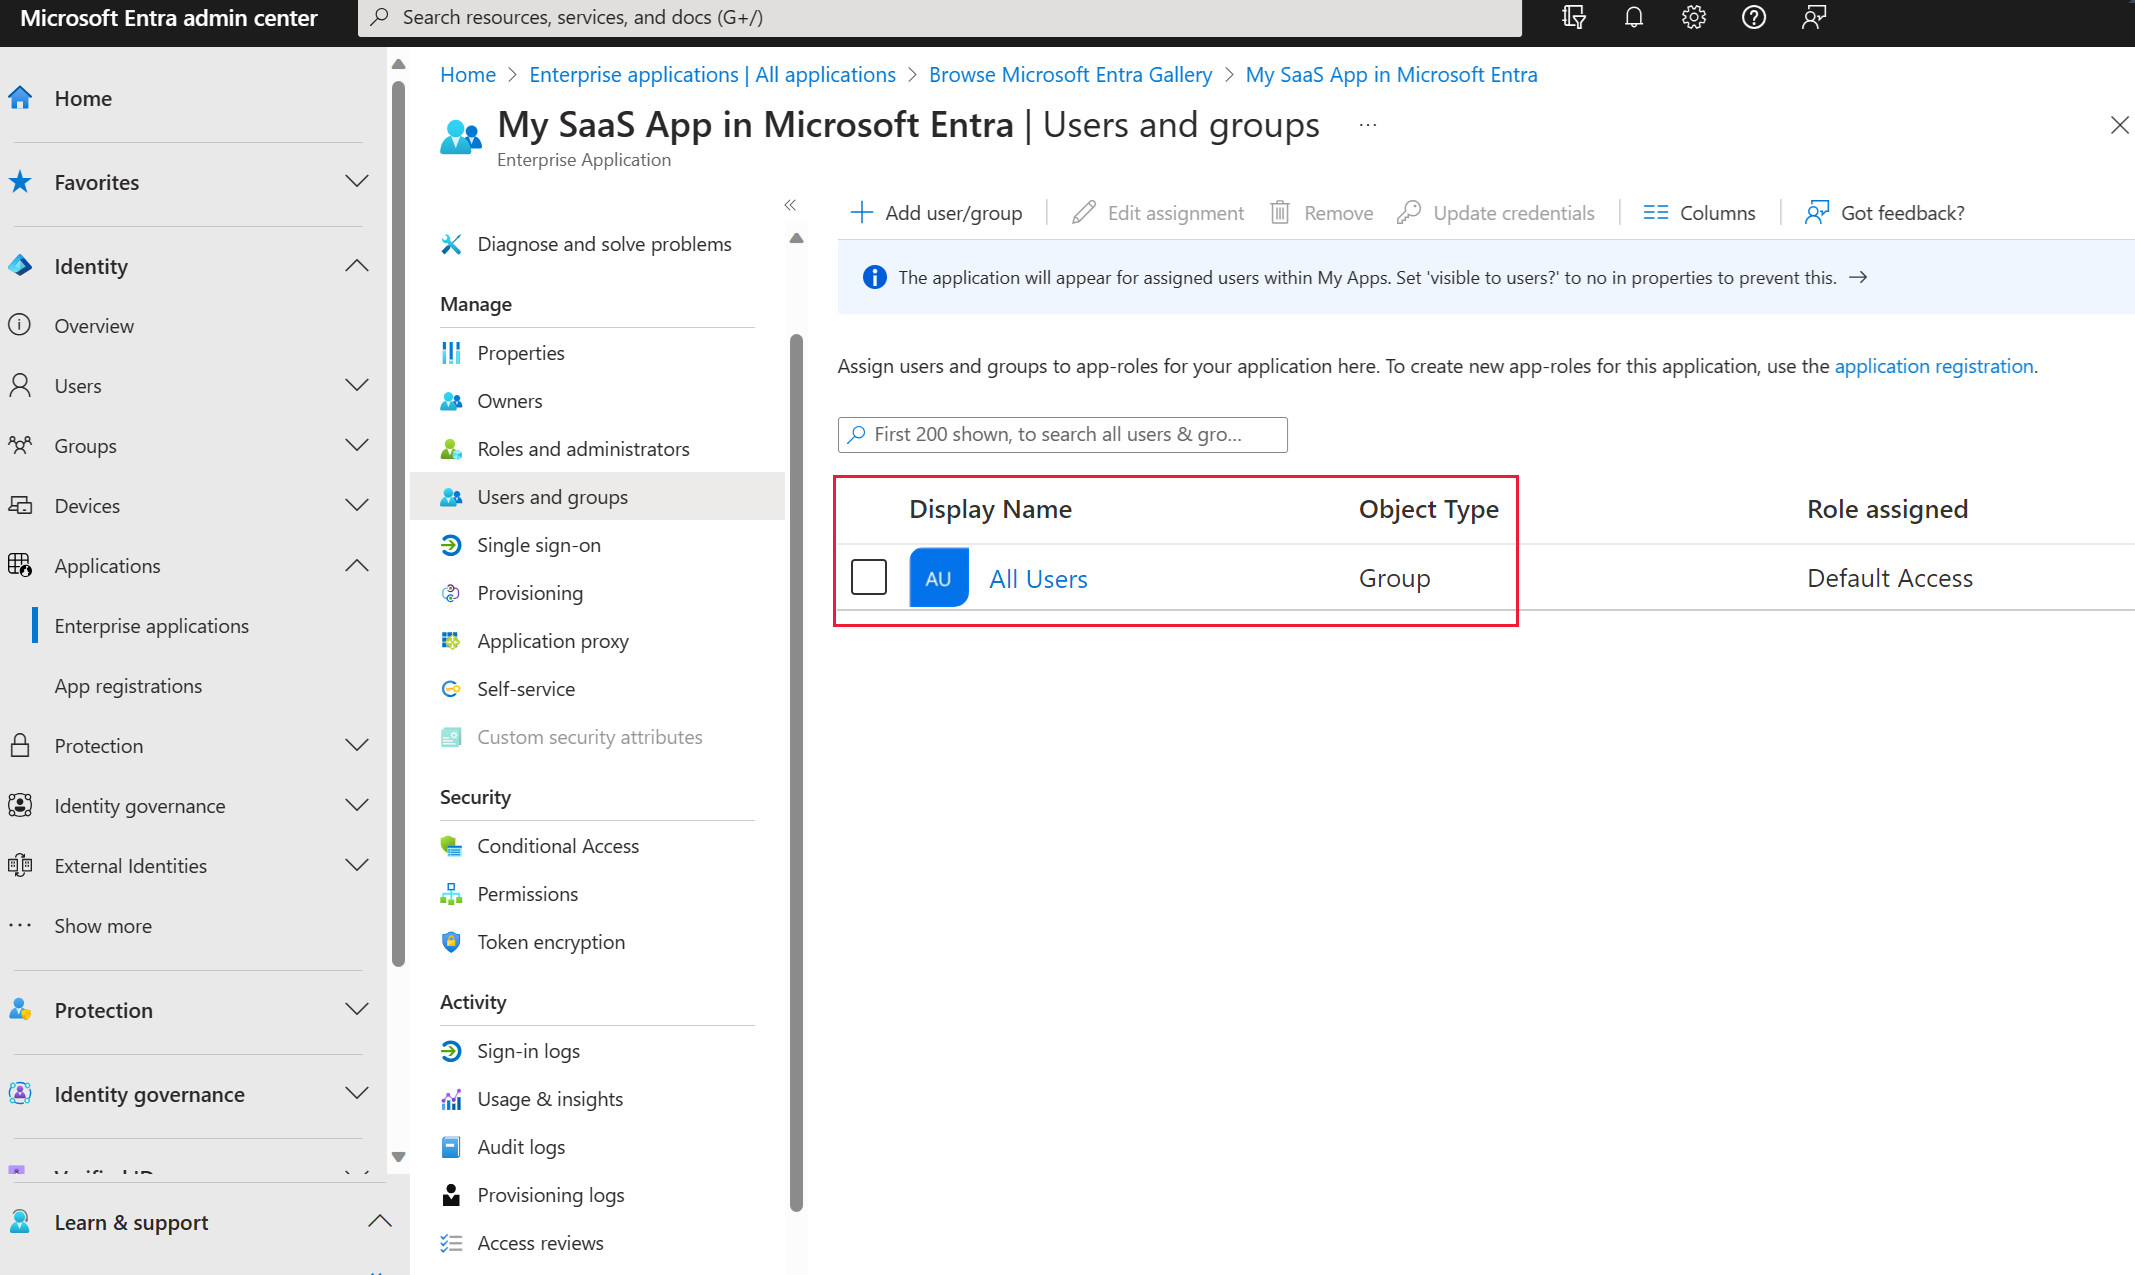 Microsoft Entra admin center
Search resources, services, and docs (G+/)
Home
Favorites
Identity
Overview
Users
Groups
Devices
Applications
Enterprise applications
App registrations
Protection
Identity governance
External Identities
Show more
Protection
Identity governance
Verified ID
Learn & support
Home > Enterprise applications | All applications > Browse Microsoft Entra Gallery > My SaaS App in Microsoft Entra
My SaaS App in Microsoft Entra | Users and groups ...
Enterprise Application
Diagnose and solve problems
Manage
Properties
Owners
Roles and administrators
Users and groups
Single sign-on
Provisioning
Application proxy
Self-service
Custom security attributes
Security
Conditional Access
Permissions
Token encryption
Activity
Sign-in logs
Usage & insights
Audit logs
Provisioning logs
Access reviews
Add user/group Edit assignment Remove Update credentials Columns Got feedback?
The application will appear for assigned users within My Apps. Set 'visible to users?' to no in properties to prevent this. →
Assign users and groups to app-roles for your application here. To create new app-roles for this application, use the application registration.
First 200 shown, to search all users & gro...
Display Name Object Type Role assigned
AU All Users Group Default Access